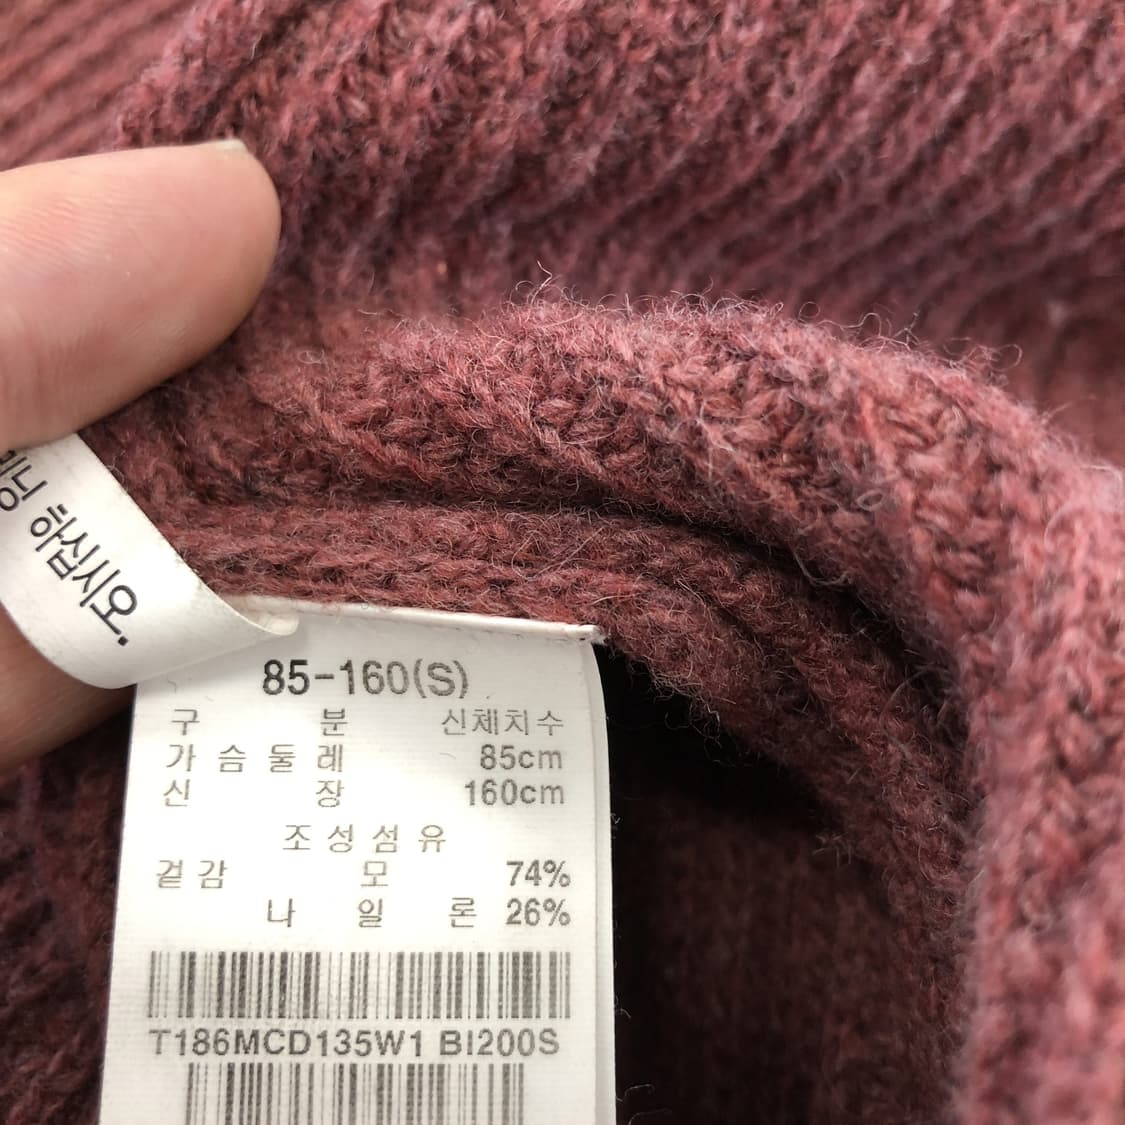 하십시오.
85-160(S)
구 분 신체치수
가슴둘레 85cm
신 장 160cm
조성섬유
겉감 모 74%
나 일 론 26%
T186MCD135W1 BI200S